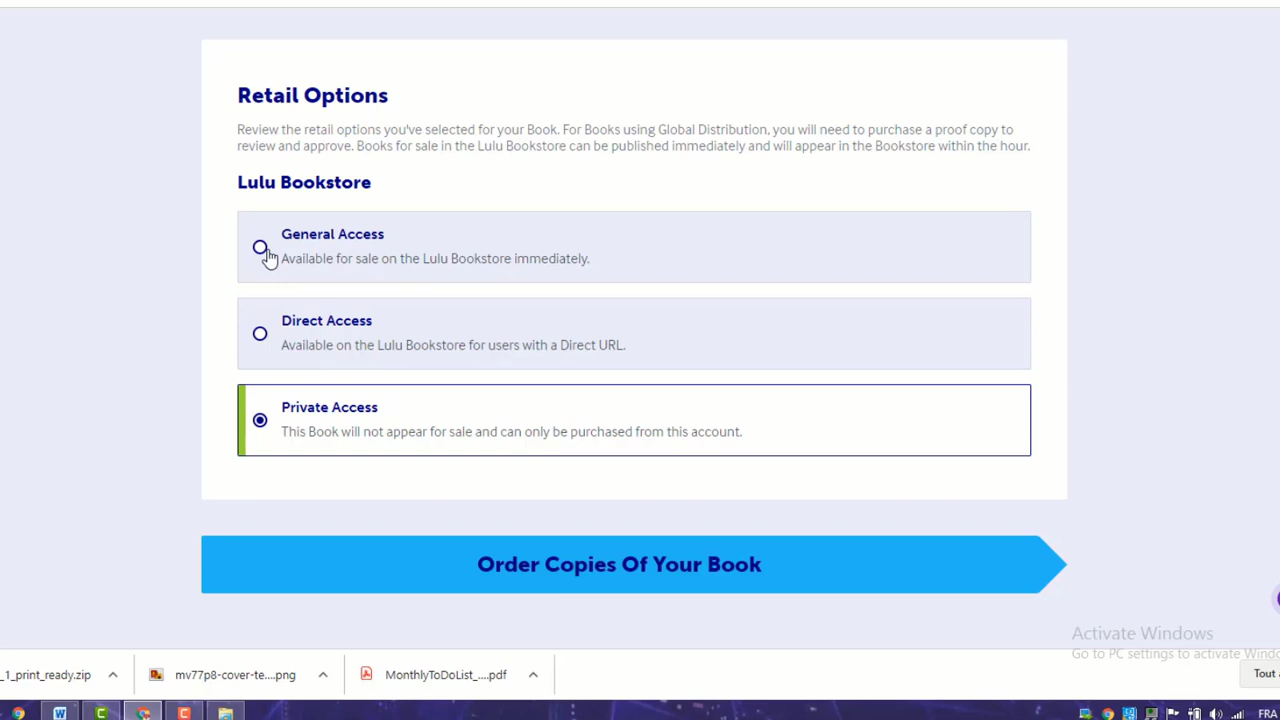 Retail Options
Review the retail options you've selected for your Book. For Books using Global Distribution, you will need to purchase a proof copy to
review and approve. Books for sale in the Lulu Bookstore can be published immediately and will appear in the Bookstore within the hour.
Lulu Bookstore
General Access
Available for sale on the Lulu Bookstore immediately.
Direct Access
Available on the Lulu Bookstore for users with a Direct URL.
Private Access
This Book will not appear for sale and can only be purchased from this account.
Order Copies Of Your Book
Activate Windows
Go to PC settings to activate Windo
_1_print_ready.zip
mv77p8-cover-te....png
MonthlyToDoList_....pdf
Tout
FRA